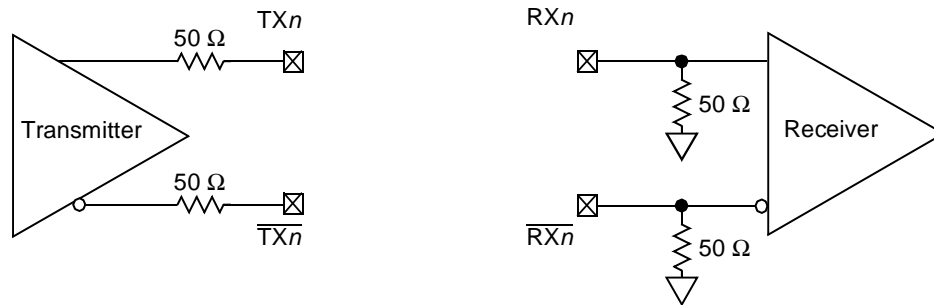 TXn
50 Ω
Transmitter
50 Ω
TXn
RXn
50 Ω
Receiver
RXn
50 Ω